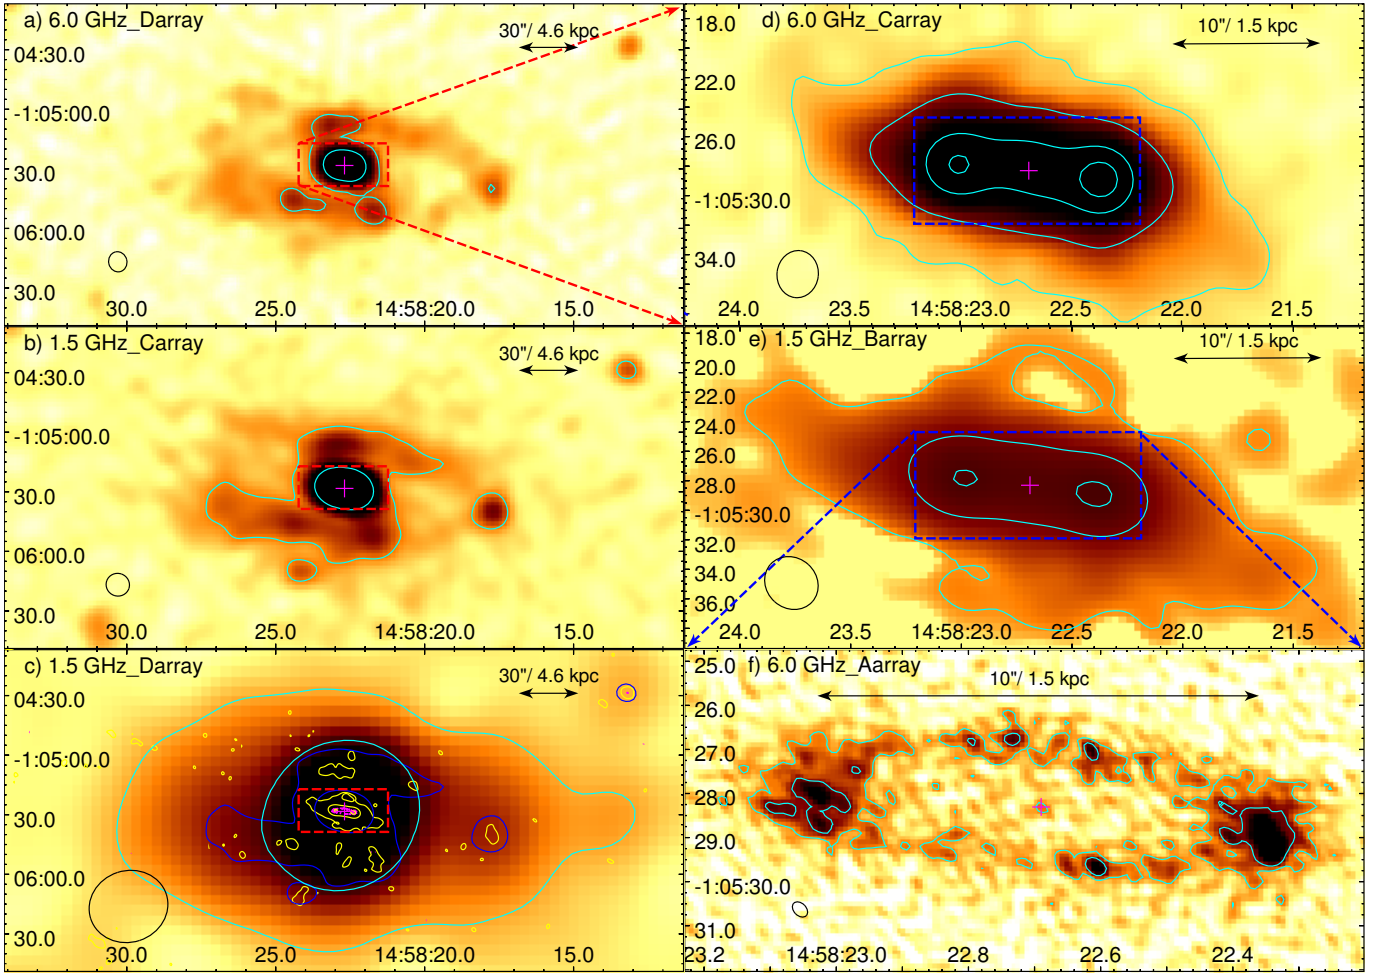 a) 6.0 GHz_Darray
30"/ 4.6 kpc
04:30.0
-1:05:00.0
30.0
06:00.0
30.0
30.0 25.0 14:58:20.0 15.0
d) 6.0 GHz_Carray
10"/ 1.5 kpc
18.0
22.0
26.0
-1:05:30.0
34.0
24.0 23.5 14:58:23.0 22.5 22.0 21.5
b) 1.5 GHz_Carray
30"/ 4.6 kpc
04:30.0
-1:05:00.0
30.0
06:00.0
30.0
30.0 25.0 14:58:20.0 15.0
e) 1.5 GHz_Barray
10"/ 1.5 kpc
18.0
20.0
22.0
24.0
26.0
28.0
-1:05:30.0
32.0
34.0
36.0
24.0 23.5 14:58:23.0 22.5 22.0 21.5
c) 1.5 GHz_Darray
30"/ 4.6 kpc
04:30.0
-1:05:00.0
30.0
06:00.0
30.0
30.0 25.0 14:58:20.0 15.0
f) 6.0 GHz_Aarray
10"/ 1.5 kpc
25.0
26.0
27.0
28.0
29.0
-1:05:30.0
31.0
23.2 14:58:23.0 22.8 22.6 22.4